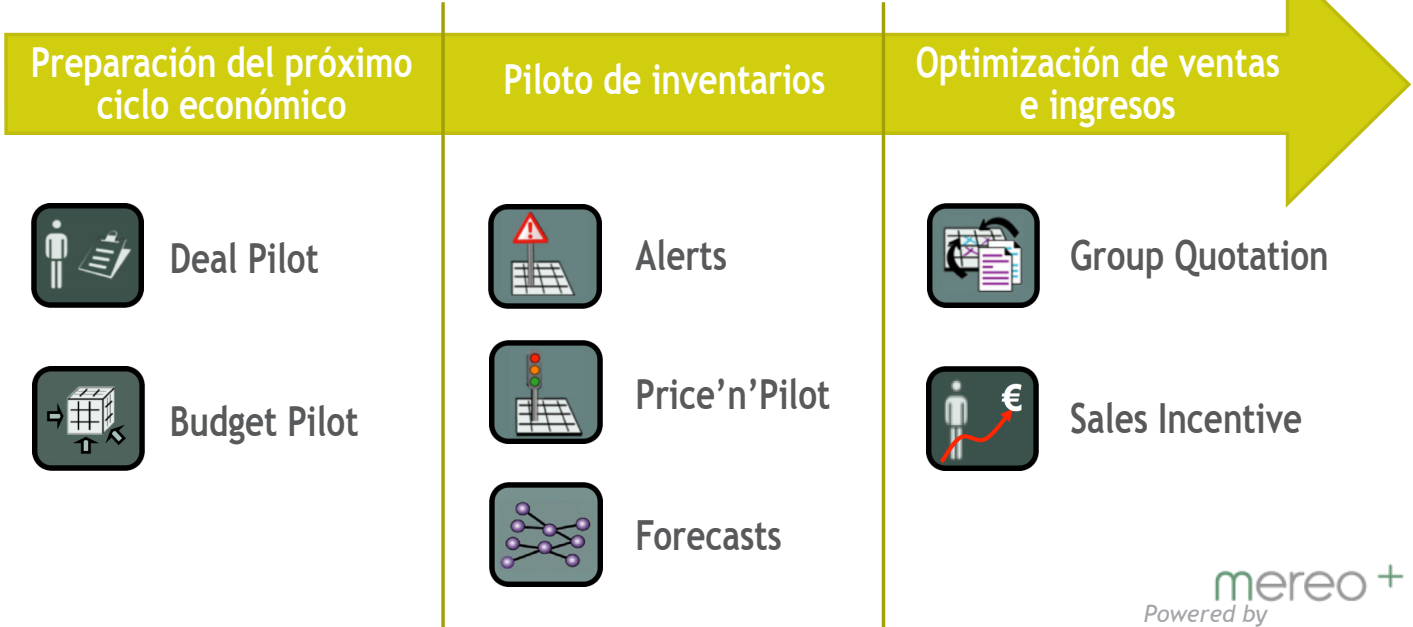 Preparación del próximo
ciclo económico
Piloto de inventarios
Optimización de ventas
e ingresos
Deal Pilot
Budget Pilot
Alerts
Price’n’Pilot
Forecasts
Group Quotation
€
Sales Incentive
mereo +
Powered by